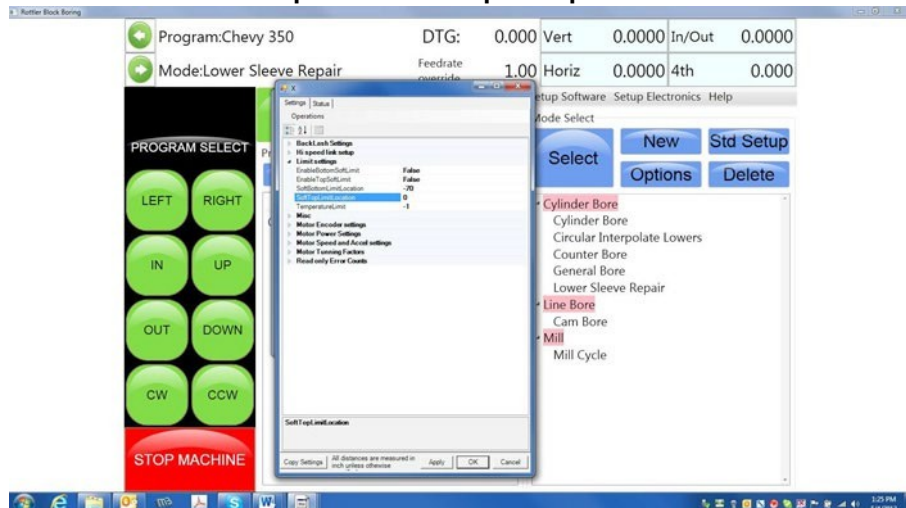 Rottler Block Boring
Program:Chevy 350
DTG: 0.000
Vert 0.0000
In/Out 0.0000
Mode:Lower Sleeve Repair
Feedrate override 1.00
Horiz 0.0000
4th 0.000
Setup Electronics Help
Mode Select
PROGRAM SELECT
LEFT RIGHT
IN UP
OUT DOWN
CW CCW
STOP MACHINE
Settings Status
Operations
BackLash Settings
Hi speed link setup
Limit settings
EnableBottomSoftLimit False
EnableTopSoftLimit False
SoftBottomLimitLocation -70
SoftTopLimitLocation 0
TemperatureLimit -1
Misc
Motor Encoder settings
Motor Power Settings
Motor Speed and Accel settings
Motor Tunning Factors
Read only Error Counts
SoftTopLimitLocation
Copy Settings
All distances are measured in
inch unless otherwise
Apply OK Cancel
Select
New Std Setup
Options Delete
Cylinder Bore
Cylinder Bore
Circular Interpolate Lowers
Counter Bore
General Bore
Lower Sleeve Repair
Line Bore
Cam Bore
Mill
Mill Cycle
1:25 PM